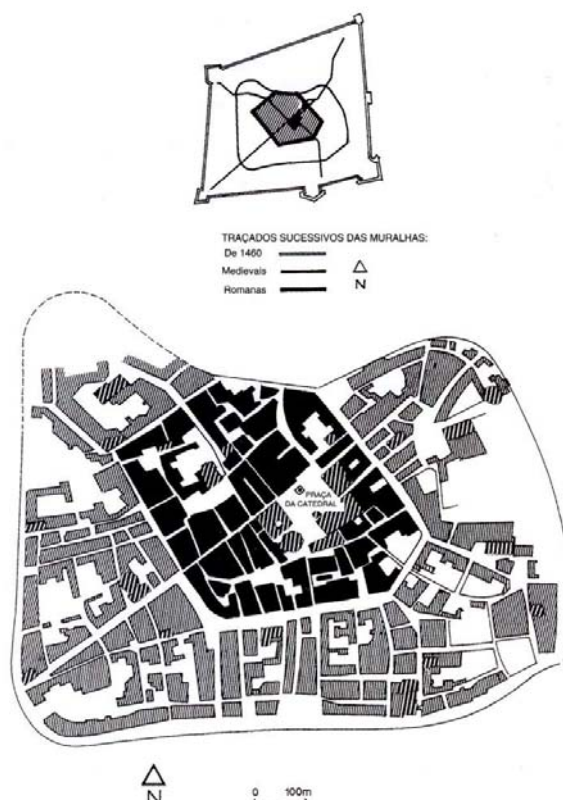 TRAÇADOS SUCESSIVOS DAS MURALHAS:
De 1460
Medievais
Romanas
N
PRAÇA
DA CATEDRAL
N
0 100m